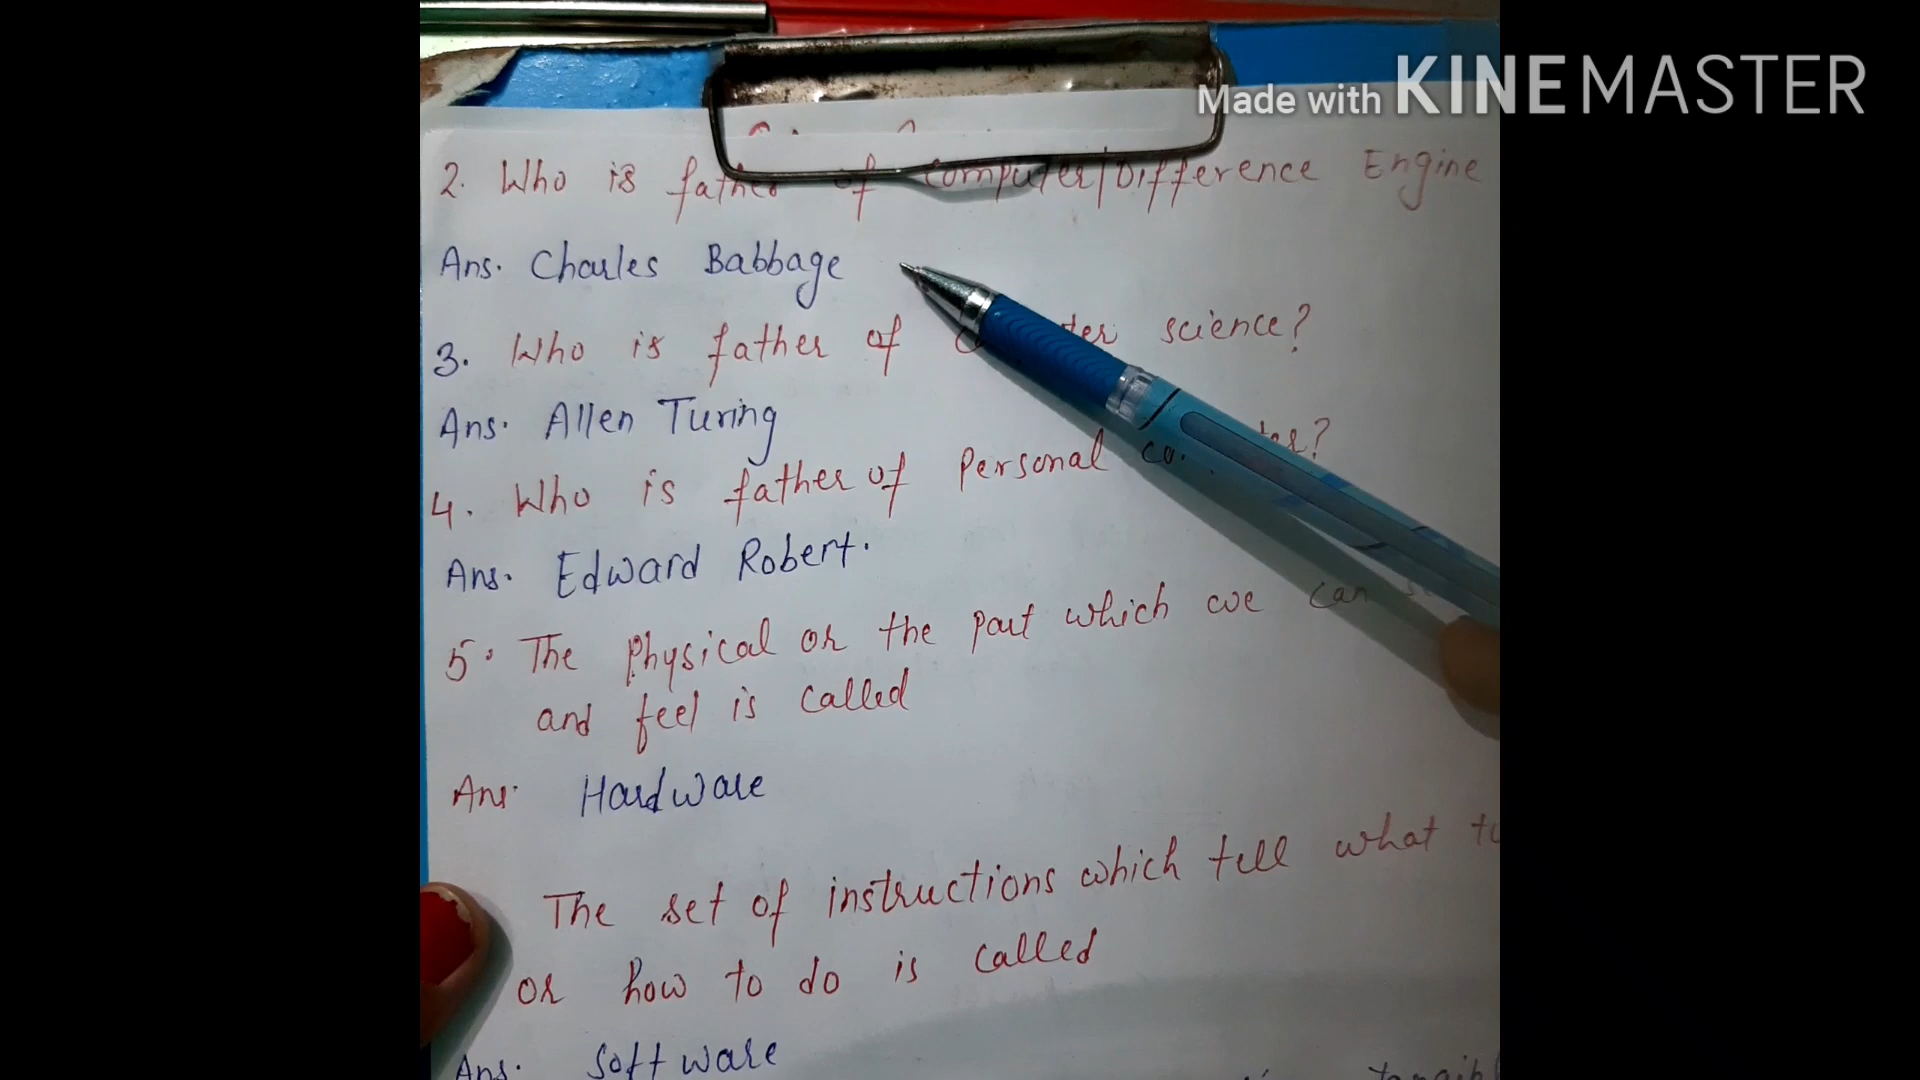 Made with KINEMASTER
2. Who is father of Computer/Difference Engine
Ans. Charles Babbage
3. Who is father of science?
Ans. Allen Turing
4. Who is father of Personal
Ans. Edward Robert.
5. The Physical or the part which we can
and feel is called
Ans. Hardware
The set of instructions which tell what
or how to do is called
Ans. Software